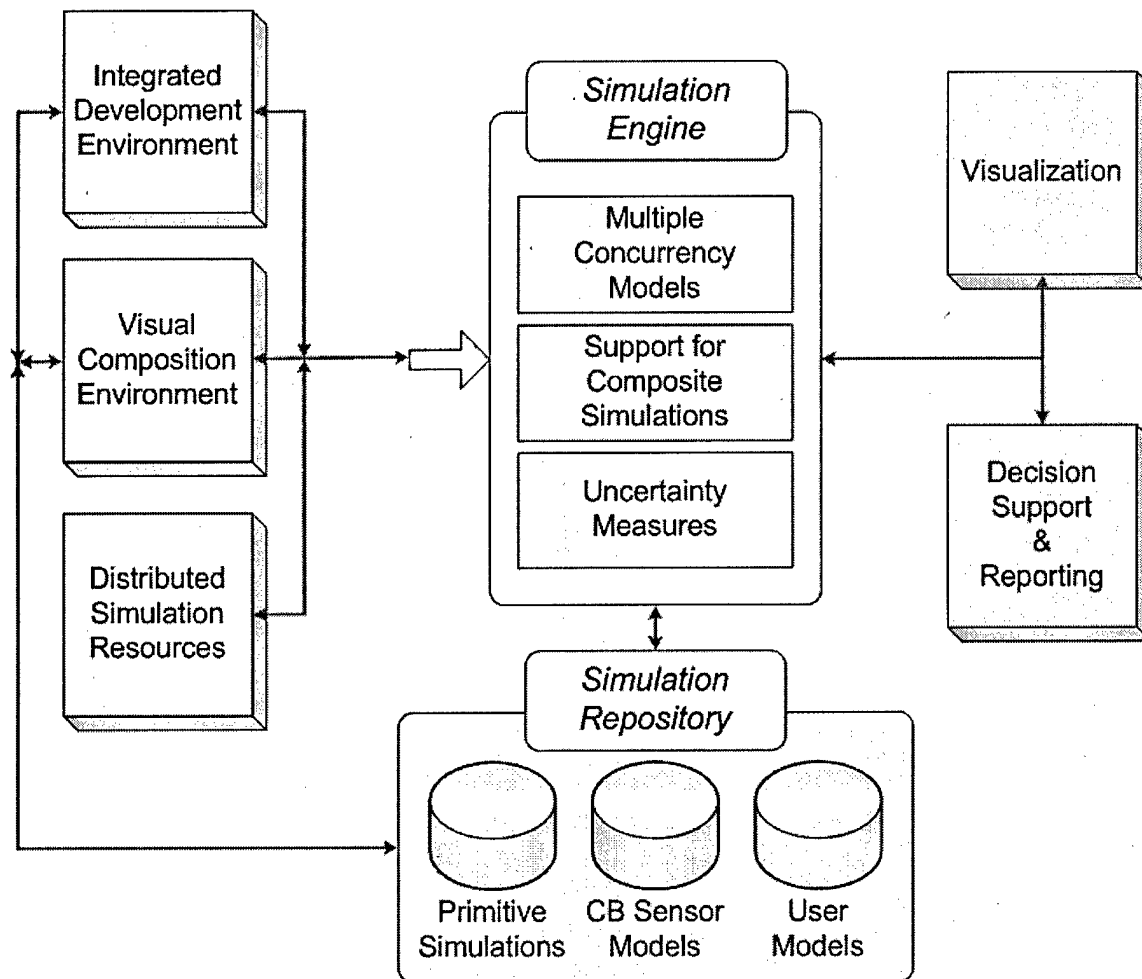 Integrated
Development
Environment
Visual
Composition
Environment
Distributed
Simulation
Resources
Simulation
Engine
Multiple
Concurrency
Models
Support for
Composite
Simulations
Uncertainty
Measures
Visualization
Decision
Support
&
Reporting
Simulation
Repository
Primitive
Simulations
CB Sensor
Models
User
Models